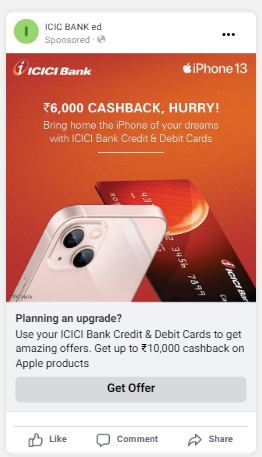 I
ICIC BANK ed
Sponsored ·
i ICICI Bank
iPhone 13
₹6,000 CASHBACK, HURRY!
Bring home the iPhone of your dreams
with ICICI Bank Credit & Debit Cards
3456
7899
ICICI B
Planning an upgrade?
Use your ICICI Bank Credit & Debit Cards to get
amazing offers. Get up to ₹10,000 cashback on
Apple products
Get Offer
Like
Comment
Share